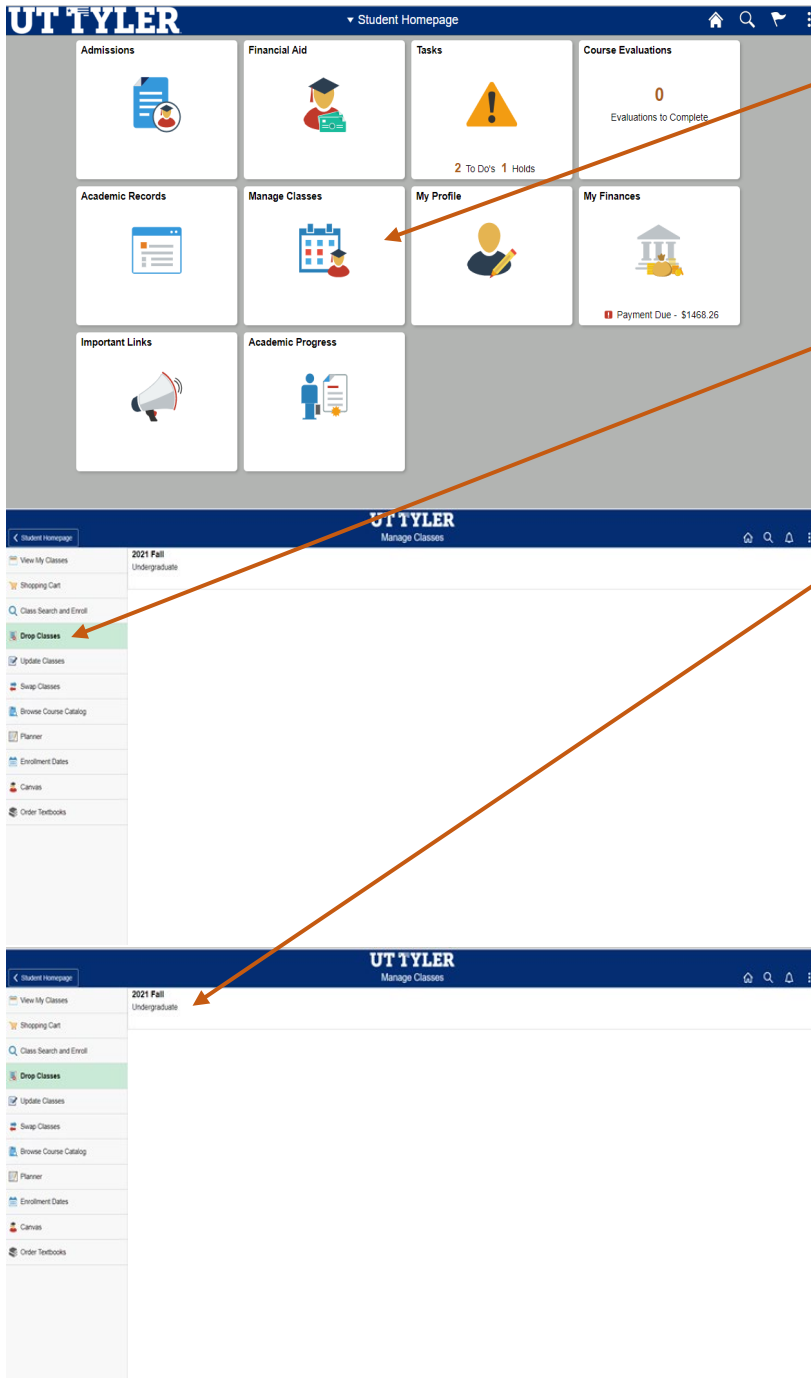 UT TYLER
Student Homepage
Admissions
Financial Aid
Tasks
2 To Do's 1 Holds
Course Evaluations
0
Evaluations to Complete
Academic Records
Manage Classes
My Profile
My Finances
Payment Due - $1468.26
Important Links
Academic Progress
UT TYLER
Student Homepage
Manage Classes
View My Classes
Shopping Cart
Class Search and Enroll
Drop Classes
Update Classes
Swap Classes
Browse Course Catalog
Planner
Enrollment Dates
Canvas
Order Textbooks
2021 Fall
Undergraduate
UT TYLER
Student Homepage
Manage Classes
View My Classes
Shopping Cart
Class Search and Enroll
Drop Classes
Update Classes
Swap Classes
Browse Course Catalog
Planner
Enrollment Dates
Canvas
Order Textbooks
2021 Fall
Undergraduate